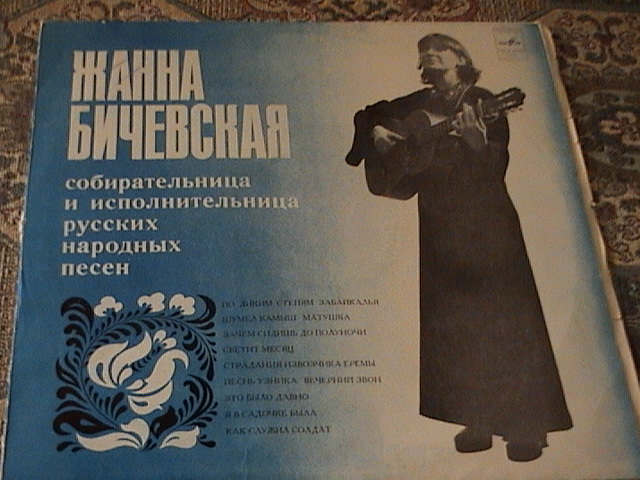 ЖАННА
БИЧЕВСКАЯ
собирательница
и исполнительница
русских
народных
песен
ПО ДИКИМ СТЕПЯМ ЗАБАЙКАЛЬЯ
ШУМЕЛ КАМЫШ МАТУШКА
ЗАЧЕМ СИДИШЬ ДО ПОЛУНОЧИ
СВЕТИТ МЕСЯЦ
СТРАДАНИЯ ИЗВОЗЧИКА ЕРЕМЫ
ПЕСНЬ УЗНИКА ВЕЧЕРНИЙ ЗВОН
ЭТО БЫЛО ДАВНО
Я В САДОЧКЕ БЫЛА
КАК СЛУЖИЛ СОЛДАТ